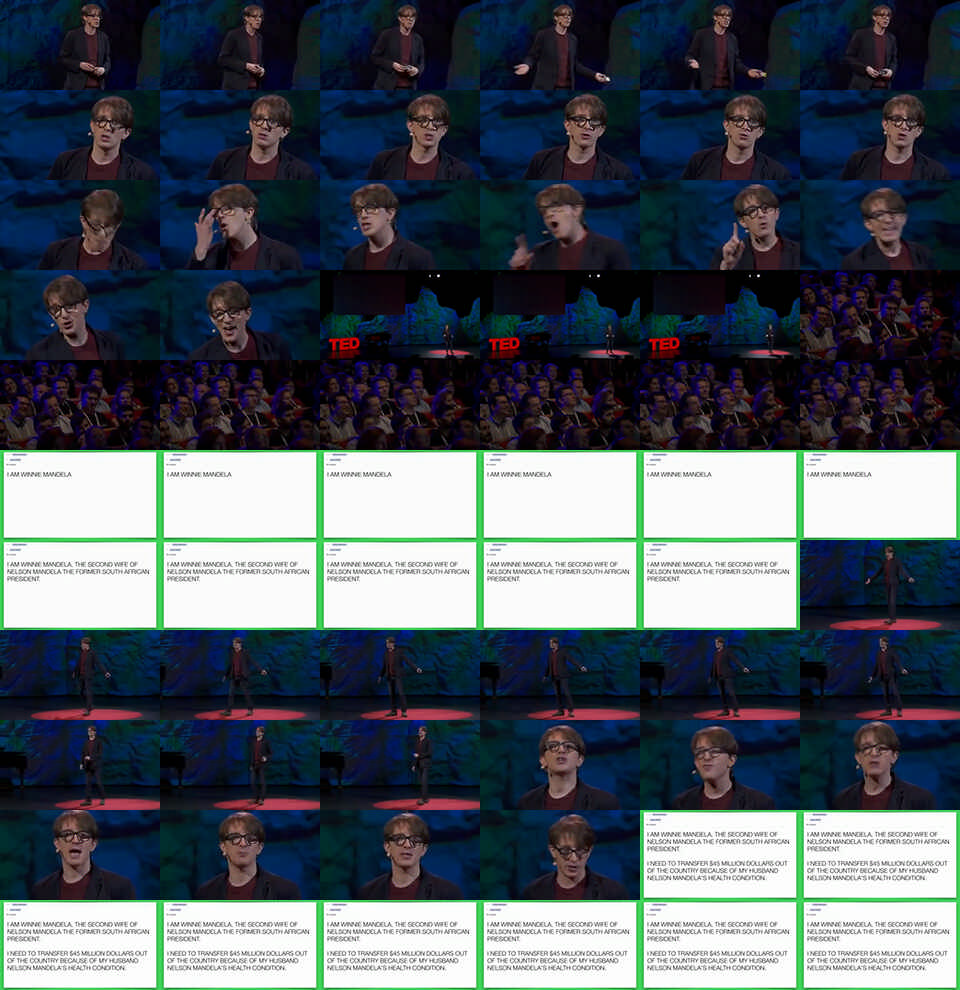 TED
TED
TED
I AM WINNIE MANDELA
I AM WINNIE MANDELA
I AM WINNIE MANDELA
I AM WINNIE MANDELA
I AM WINNIE MANDELA
I AM WINNIE MANDELA
I AM WINNIE MANDELA, THE SECOND WIFE OF
NELSON MANDELA THE FORMER SOUTH AFRICAN
PRESIDENT.
I AM WINNIE MANDELA, THE SECOND WIFE OF
NELSON MANDELA THE FORMER SOUTH AFRICAN
PRESIDENT.
I AM WINNIE MANDELA, THE SECOND WIFE OF
NELSON MANDELA THE FORMER SOUTH AFRICAN
PRESIDENT.
I AM WINNIE MANDELA, THE SECOND WIFE OF
NELSON MANDELA THE FORMER SOUTH AFRICAN
PRESIDENT.
I AM WINNIE MANDELA, THE SECOND WIFE OF
NELSON MANDELA THE FORMER SOUTH AFRICAN
PRESIDENT.
I AM WINNIE MANDELA, THE SECOND WIFE OF
NELSON MANDELA THE FORMER SOUTH AFRICAN
PRESIDENT.
I NEED TO TRANSFER $45 MILLION DOLLARS OUT
OF THE COUNTRY BECAUSE OF MY HUSBAND
NELSON MANDELA'S HEALTH CONDITION.
I AM WINNIE MANDELA, THE SECOND WIFE OF
NELSON MANDELA THE FORMER SOUTH AFRICAN
PRESIDENT.
I NEED TO TRANSFER $45 MILLION DOLLARS OUT
OF THE COUNTRY BECAUSE OF MY HUSBAND
NELSON MANDELA'S HEALTH CONDITION.
I AM WINNIE MANDELA, THE SECOND WIFE OF
NELSON MANDELA THE FORMER SOUTH AFRICAN
PRESIDENT.
I NEED TO TRANSFER $45 MILLION DOLLARS OUT
OF THE COUNTRY BECAUSE OF MY HUSBAND
NELSON MANDELA'S HEALTH CONDITION.
I AM WINNIE MANDELA, THE SECOND WIFE OF
NELSON MANDELA THE FORMER SOUTH AFRICAN
PRESIDENT.
I NEED TO TRANSFER $45 MILLION DOLLARS OUT
OF THE COUNTRY BECAUSE OF MY HUSBAND
NELSON MANDELA'S HEALTH CONDITION.
I AM WINNIE MANDELA, THE SECOND WIFE OF
NELSON MANDELA THE FORMER SOUTH AFRICAN
PRESIDENT.
I NEED TO TRANSFER $45 MILLION DOLLARS OUT
OF THE COUNTRY BECAUSE OF MY HUSBAND
NELSON MANDELA'S HEALTH CONDITION.
I AM WINNIE MANDELA, THE SECOND WIFE OF
NELSON MANDELA THE FORMER SOUTH AFRICAN
PRESIDENT.
I NEED TO TRANSFER $45 MILLION DOLLARS OUT
OF THE COUNTRY BECAUSE OF MY HUSBAND
NELSON MANDELA'S HEALTH CONDITION.
I AM WINNIE MANDELA, THE SECOND WIFE OF
NELSON MANDELA THE FORMER SOUTH AFRICAN
PRESIDENT.
I NEED TO TRANSFER $45 MILLION DOLLARS OUT
OF THE COUNTRY BECAUSE OF MY HUSBAND
NELSON MANDELA'S HEALTH CONDITION.
I AM WINNIE MANDELA, THE SECOND WIFE OF
NELSON MANDELA THE FORMER SOUTH AFRICAN
PRESIDENT.
I NEED TO TRANSFER $45 MILLION DOLLARS OUT
OF THE COUNTRY BECAUSE OF MY HUSBAND
NELSON MANDELA'S HEALTH CONDITION.